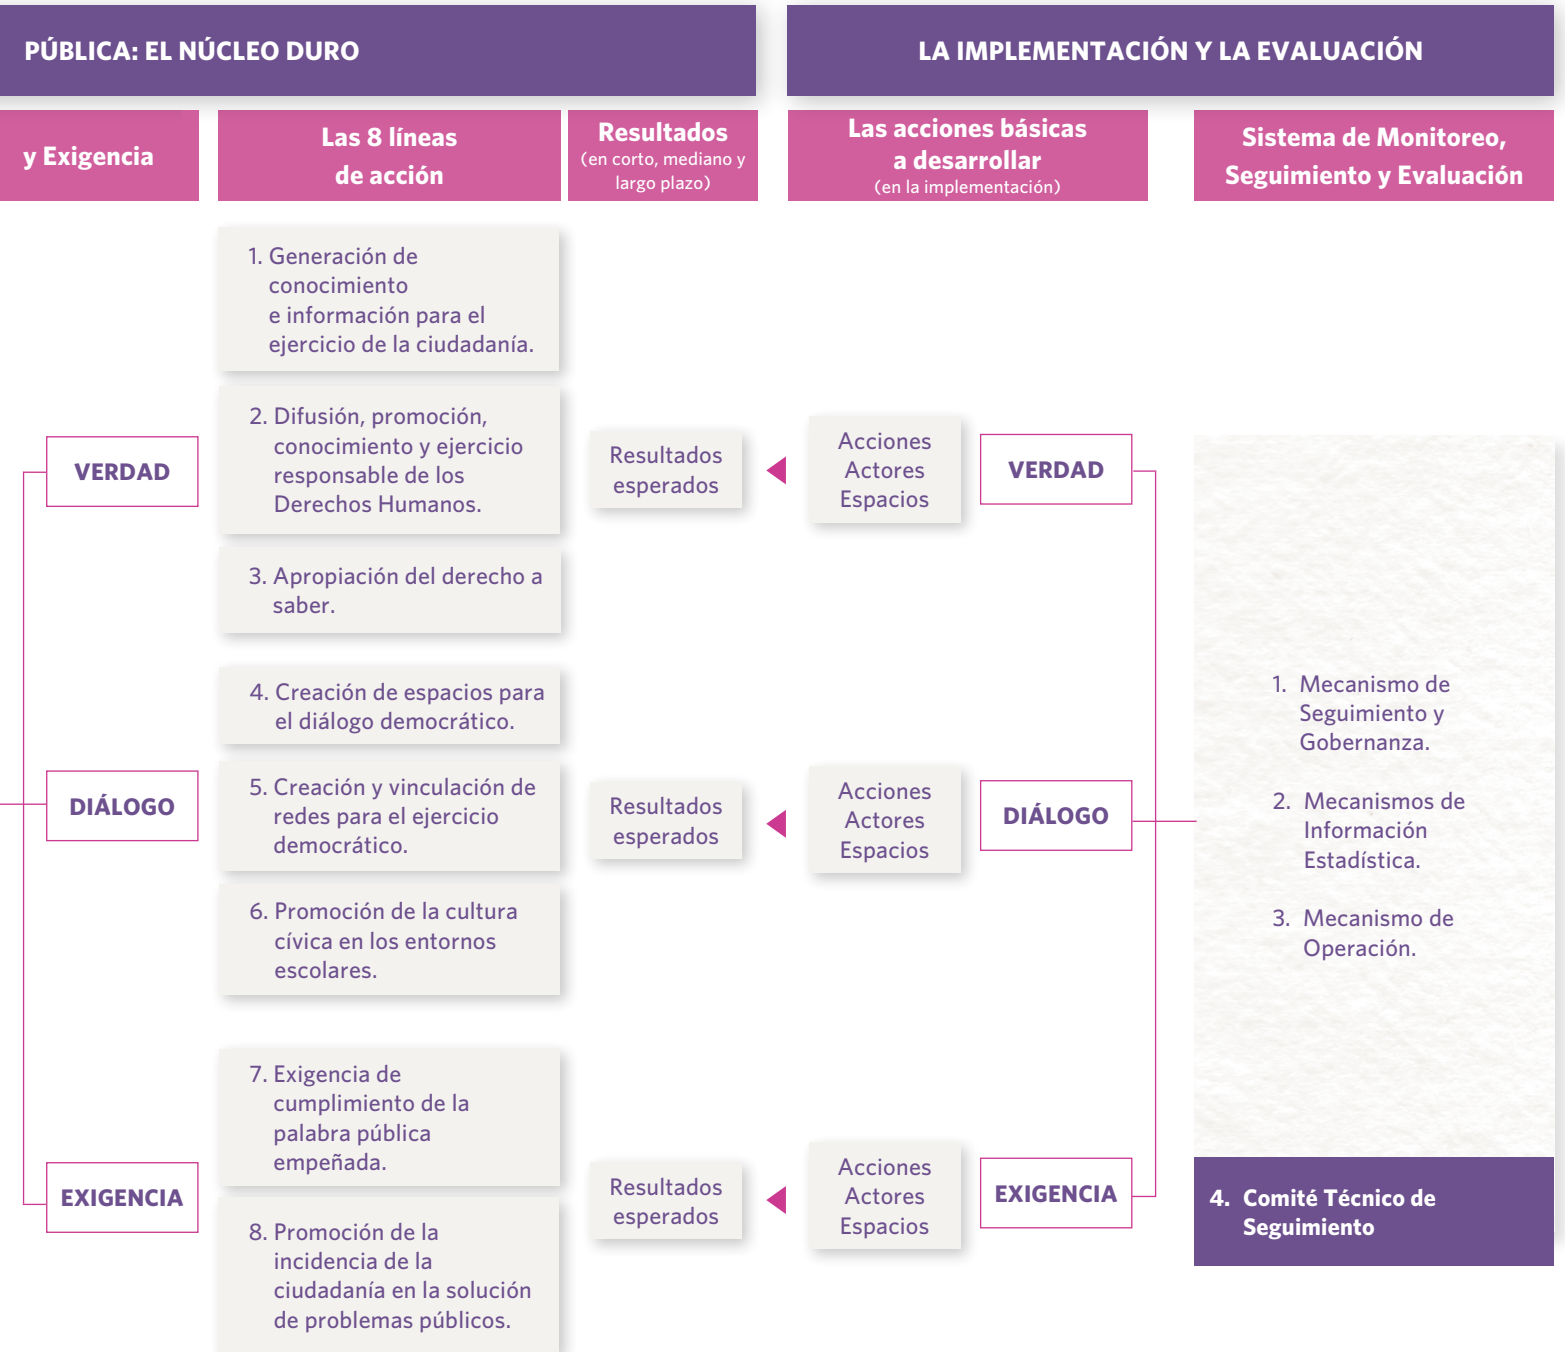 PÚBLICA: EL NÚCLEO DURO
LA IMPLEMENTACIÓN Y LA EVALUACIÓN
y Exigencia
Las 8 líneas
de acción
Resultados
(en corto, mediano y
largo plazo)
Las acciones básicas
a desarrollar
(en la implementación)
Sistema de Monitoreo,
Seguimiento y Evaluación
VERDAD
1. Generación de
conocimiento
e información para el
ejercicio de la ciudadanía.
2. Difusión, promoción,
conocimiento y ejercicio
responsable de los
Derechos Humanos.
3. Apropiación del derecho a
saber.
Resultados
esperados
Acciones
Actores
Espacios
VERDAD
DIÁLOGO
4. Creación de espacios para
el diálogo democrático.
5. Creación y vinculación de
redes para el ejercicio
democrático.
6. Promoción de la cultura
cívica en los entornos
escolares.
Resultados
esperados
Acciones
Actores
Espacios
DIÁLOGO
EXIGENCIA
7. Exigencia de
cumplimiento de la
palabra pública
empeñada.
8. Promoción de la
incidencia de la
ciudadanía en la solución
de problemas públicos.
Resultados
esperados
Acciones
Actores
Espacios
EXIGENCIA
1. Mecanismo de
Seguimiento y
Gobernanza.
2. Mecanismos de
Información
Estadística.
3. Mecanismo de
Operación.
4. Comité Técnico de
Seguimiento